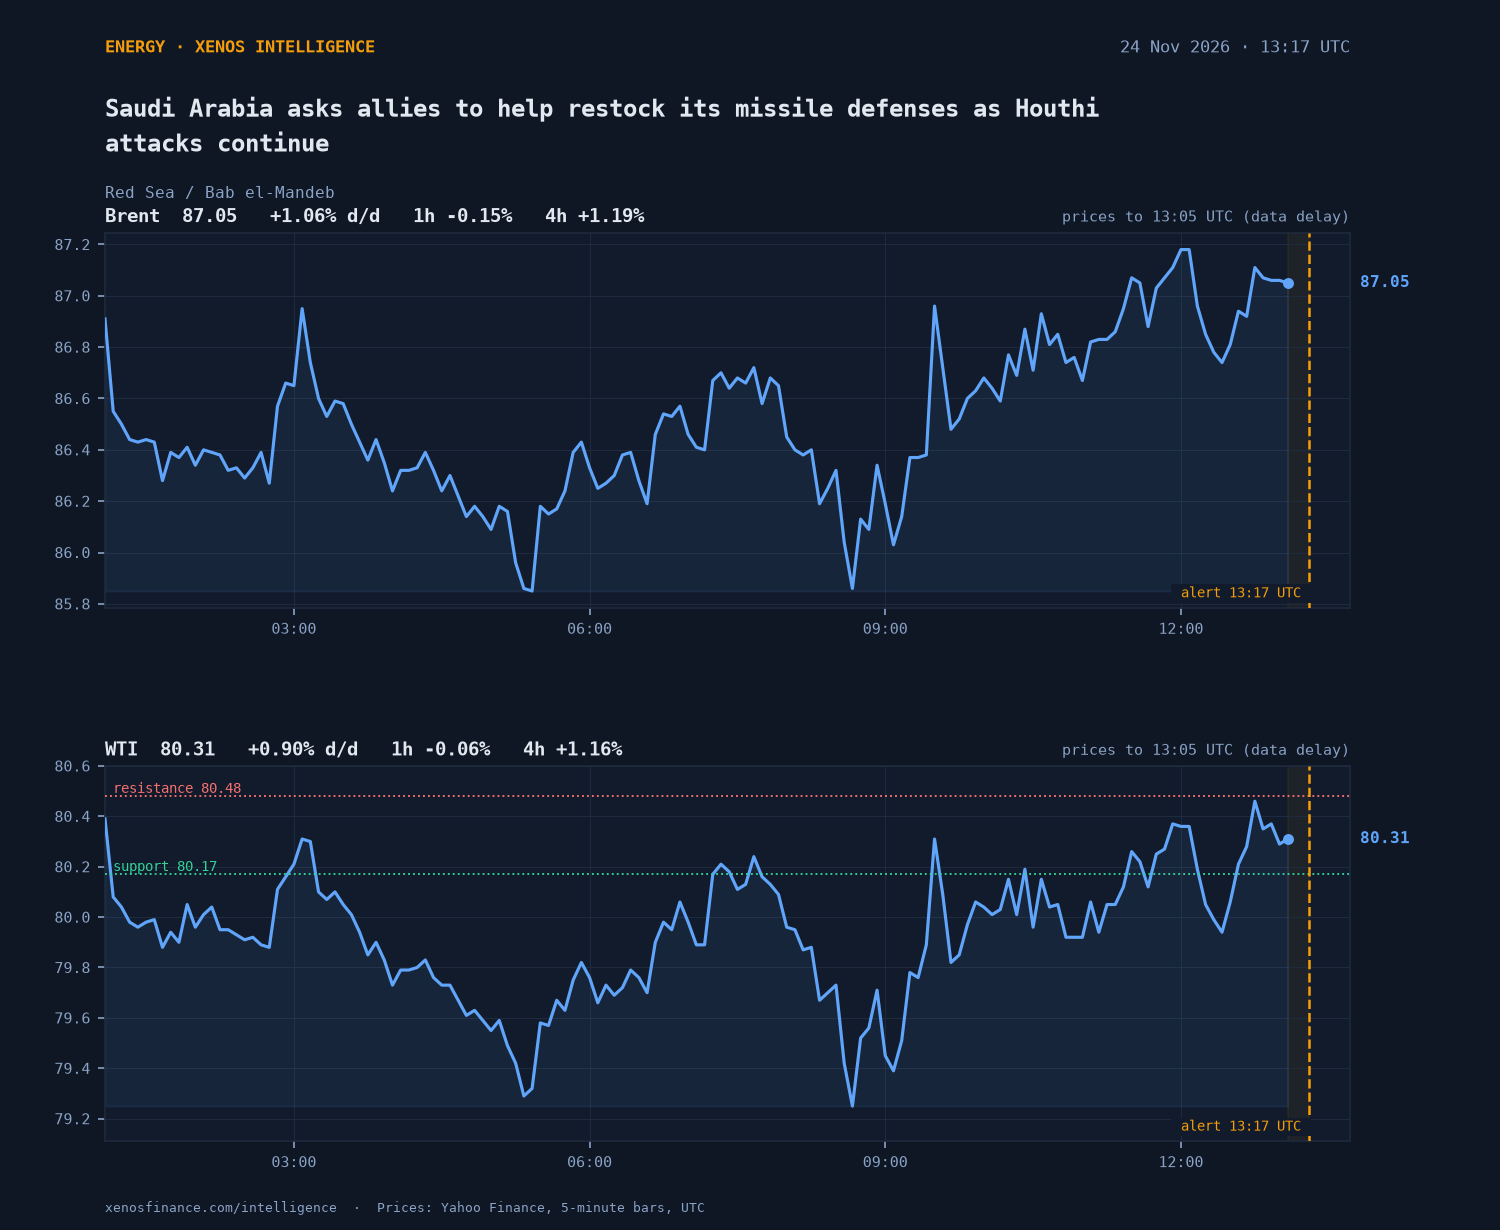 ENERGY · XENOS INTELLIGENCE
24 Nov 2026 · 13:17 UTC
Saudi Arabia asks allies to help restock its missile defenses as Houthi
attacks continue
Red Sea / Bab el-Mandeb
Brent  87.05   +1.06% d/d   1h -0.15%   4h +1.19%
prices to 13:05 UTC (data delay)
87.2
87.0
86.8
86.6
86.4
86.2
86.0
85.8
87.05
alert 13:17 UTC
03:00
06:00
09:00
12:00
WTI  80.31   +0.90% d/d   1h -0.06%   4h +1.16%
prices to 13:05 UTC (data delay)
80.6
80.4
80.2
80.0
79.8
79.6
79.4
79.2
resistance 80.48
support 80.17
80.31
alert 13:17 UTC
03:00
06:00
09:00
12:00
xenosfinance.com/intelligence  ·  Prices: Yahoo Finance, 5-minute bars, UTC